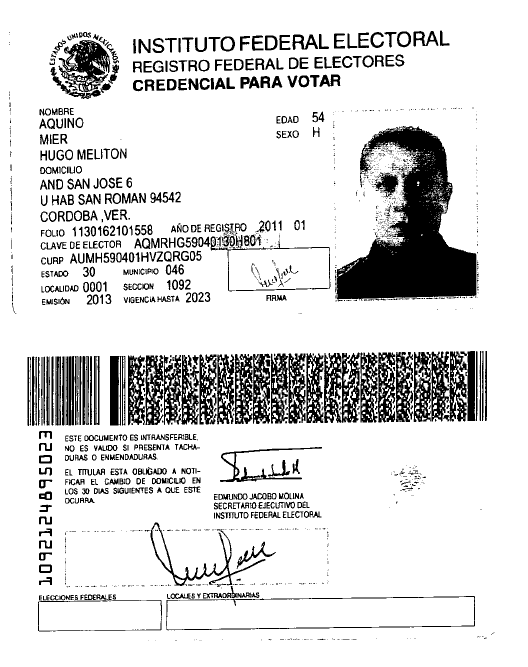 ESTADOS UNIDOS MEXICANOS
INSTITUTO FEDERAL ELECTORAL
REGISTRO FEDERAL DE ELECTORES
CREDENCIAL PARA VOTAR
NOMBRE
AQUINO
MIER
HUGO MELITON
EDAD 54
SEXO H
DOMICILIO
AND SAN JOSE 6
U HAB SAN ROMAN 94542
CORDOBA ,VER.
FOLIO 1130162101558 AÑO DE REGISTRO 2011 01
CLAVE DE ELECTOR AQMRHG59040130H801
CURP AUMH590401HVZQRG05
ESTADO 30 MUNICIPIO 046
LOCALIDAD 0001 SECCION 1092
EMISIÓN 2013 VIGENCIA HASTA 2023
FIRMA
ESTE DOCUMENTO ES INTRANSFERIBLE,
NO ES VALIDO SI PRESENTA TACHA-
DURAS O ENMENDADURAS.
EL TITULAR ESTA OBLIGADO A NOTI-
FICAR EL CAMBIO DE DOMICILIO EN
LOS 30 DIAS SIGUIENTES A QUE ESTE
OCURRA.
EDMUNDO JACOBO MOLINA
SECRETARIO EJECUTIVO DEL
INSTITUTO FEDERAL ELECTORAL
ELECCIONES FEDERALES
LOCALES Y EXTRAORDINARIAS